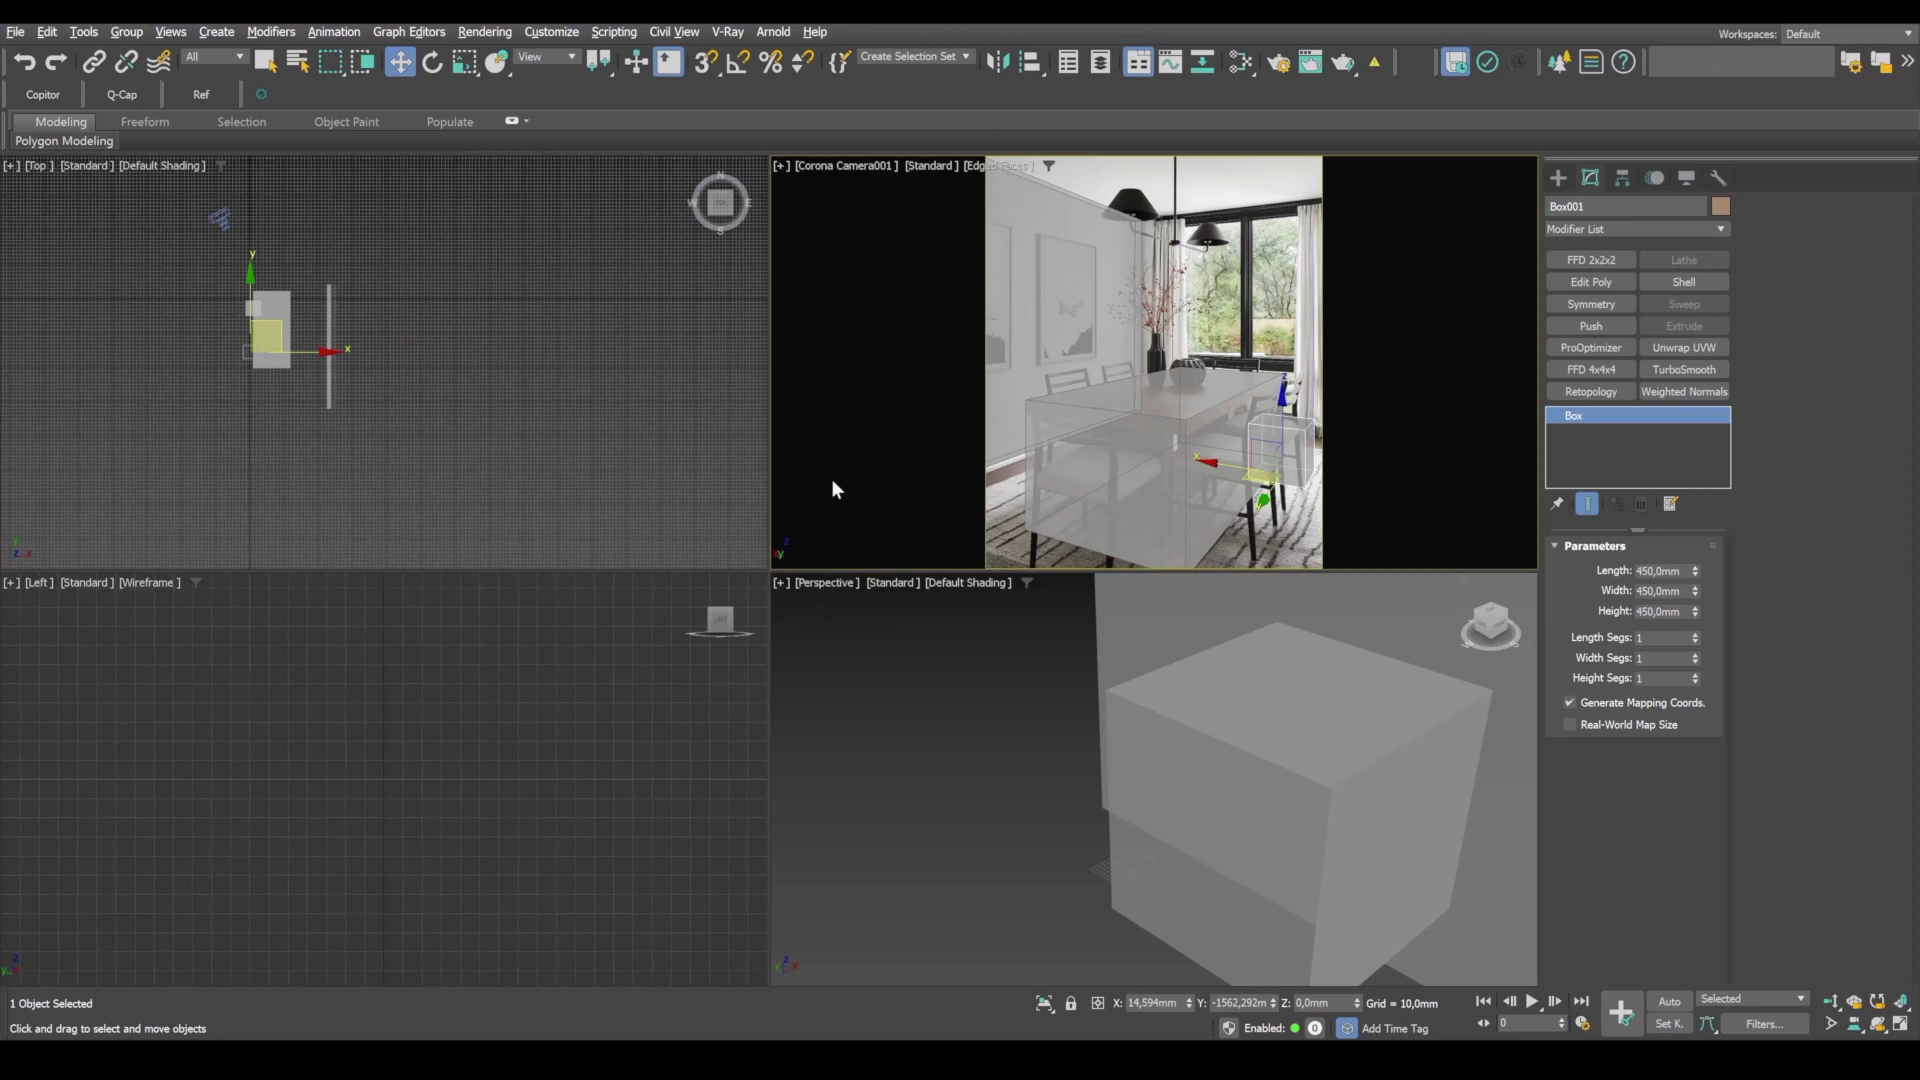 File Edit Tools Group Views Create Modifiers Animation Graph Editors Rendering Customize Scripting Civil View V-Ray Arnold Help
Workspaces: Default
All
View
Create Selection Set
Copitor Q-Cap Ref
Modeling Freeform Selection Object Paint Populate
Polygon Modeling
[+] [Top ] [Standard ] [Default Shading ]
N
W E
S
y
x
[+] [Corona Camera001 ] [Standard ] [Edged Faces ]
z
x
Box001
Modifier List
FFD 2x2x2 Lathe
Edit Poly Shell
Symmetry Sweep
Push Extrude
ProOptimizer Unwrap UVW
FFD 4x4x4 TurboSmooth
Retopology Weighted Normals
Box
Parameters
Length: 450,0mm
Width: 450,0mm
Height: 450,0mm
Length Segs: 1
Width Segs: 1
Height Segs: 1
Generate Mapping Coords.
Real-World Map Size
[+] [Left ] [Standard ] [Wireframe ]
LEFT
[+] [Perspective ] [Standard ] [Default Shading ]
1 Object Selected
Click and drag to select and move objects
X: 14,594mm Y: -1562,292m Z: 0,0mm Grid = 10,0mm
Enabled: 0 Add Time Tag
0
Auto Selected
Set K. Filters...